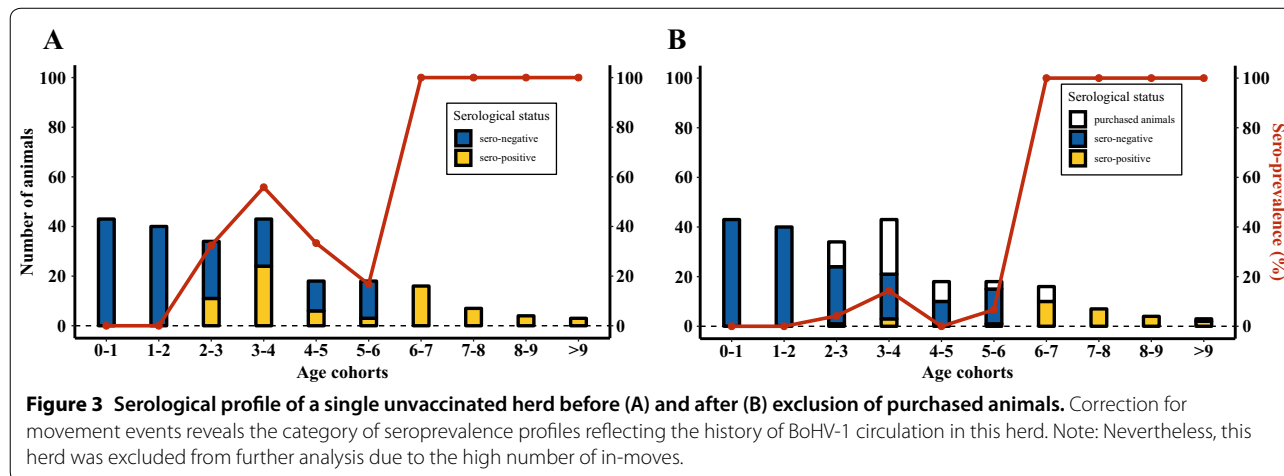 A
B
100
80
60
40
20
0
Number of animals
100
80
60
40
20
0
Serological status
sero-negative
sero-positive
0-1 1-2 2-3 3-4 4-5 5-6 6-7 7-8 8-9 >9
Age cohorts
100
80
60
40
20
0
100
80
60
40
20
0
Sero-prevalence (%)
Serological status
purchased animals
sero-negative
sero-positive
0-1 1-2 2-3 3-4 4-5 5-6 6-7 7-8 8-9 >9
Age cohorts
Figure 3 Serological profile of a single unvaccinated herd before (A) and after (B) exclusion of purchased animals. Correction for
movement events reveals the category of seroprevalence profiles reflecting the history of BoHV-1 circulation in this herd. Note: Nevertheless, this
herd was excluded from further analysis due to the high number of in-moves.